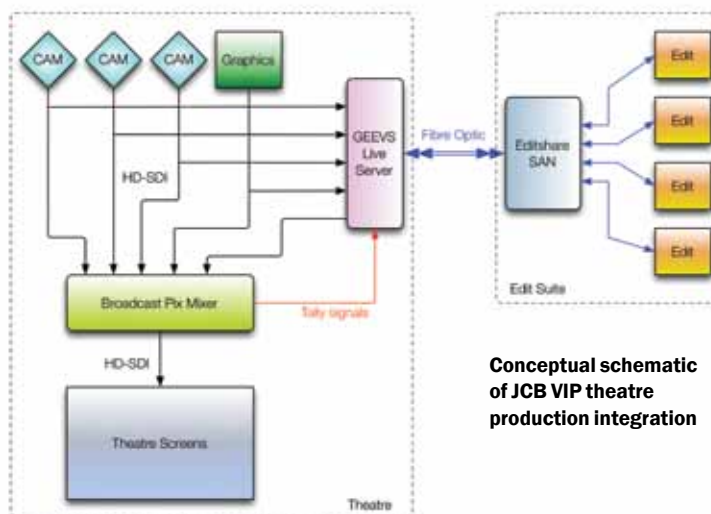 CAM
CAM
CAM
Graphics
GEEVS
Live
Server
HD-SDI
Fibre Optic
Editshare
SAN
Edit
Edit
Edit
Edit
Edit Suite
Broadcast Pix Mixer
Tally signals
HD-SDI
Theatre Screens
Theatre
Conceptual schematic
of JCB VIP theatre
production integration